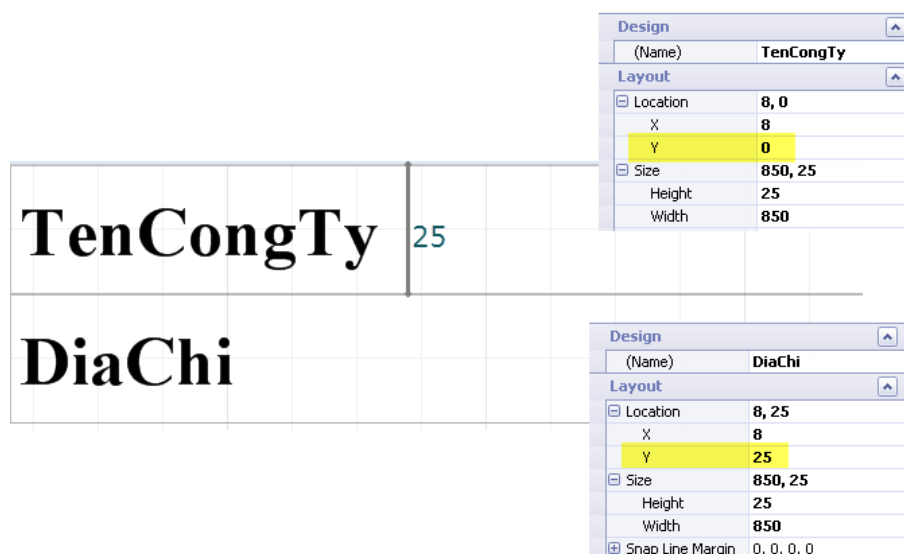 Design
(Name) TenCongTy
Layout
Location 8, 0
X 8
Y 0
Size 850, 25
Height 25
Width 850
TenCongTy
25
DiaChi
Design
(Name) DiaChi
Layout
Location 8, 25
X 8
Y 25
Size 850, 25
Height 25
Width 850
Snap Line Margin 0, 0, 0, 0